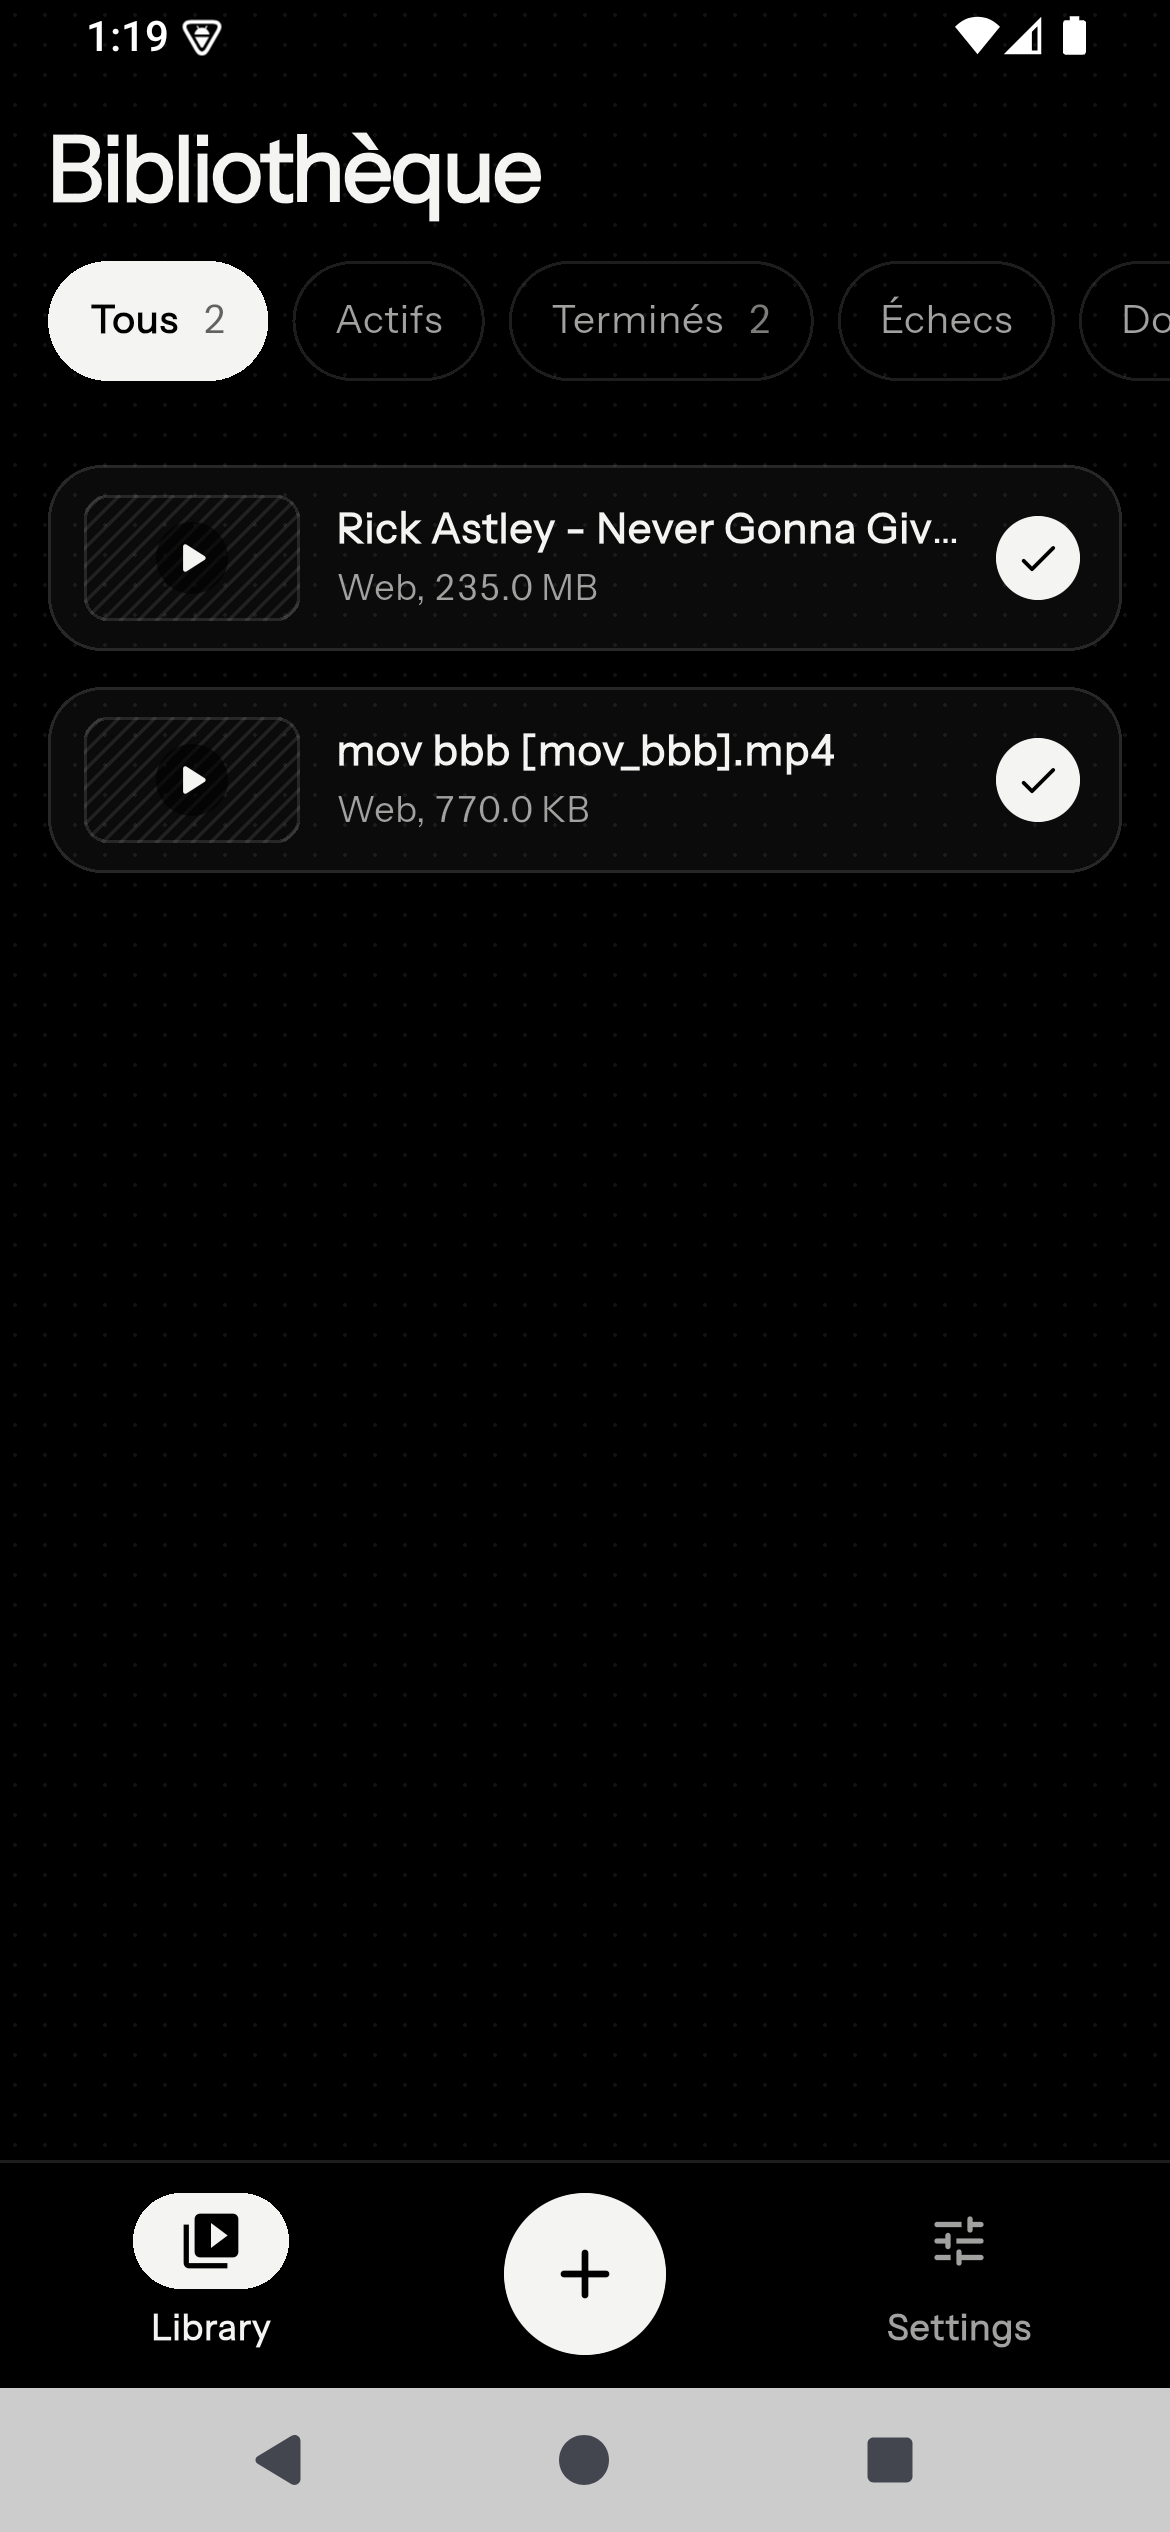 1:19
Bibliothèque
Tous 2
Actifs
Terminés 2
Échecs
Do
Rick Astley - Never Gonna Giv...
Web, 235.0 MB
mov bbb [mov_bbb].mp4
Web, 770.0 KB
Library
Settings